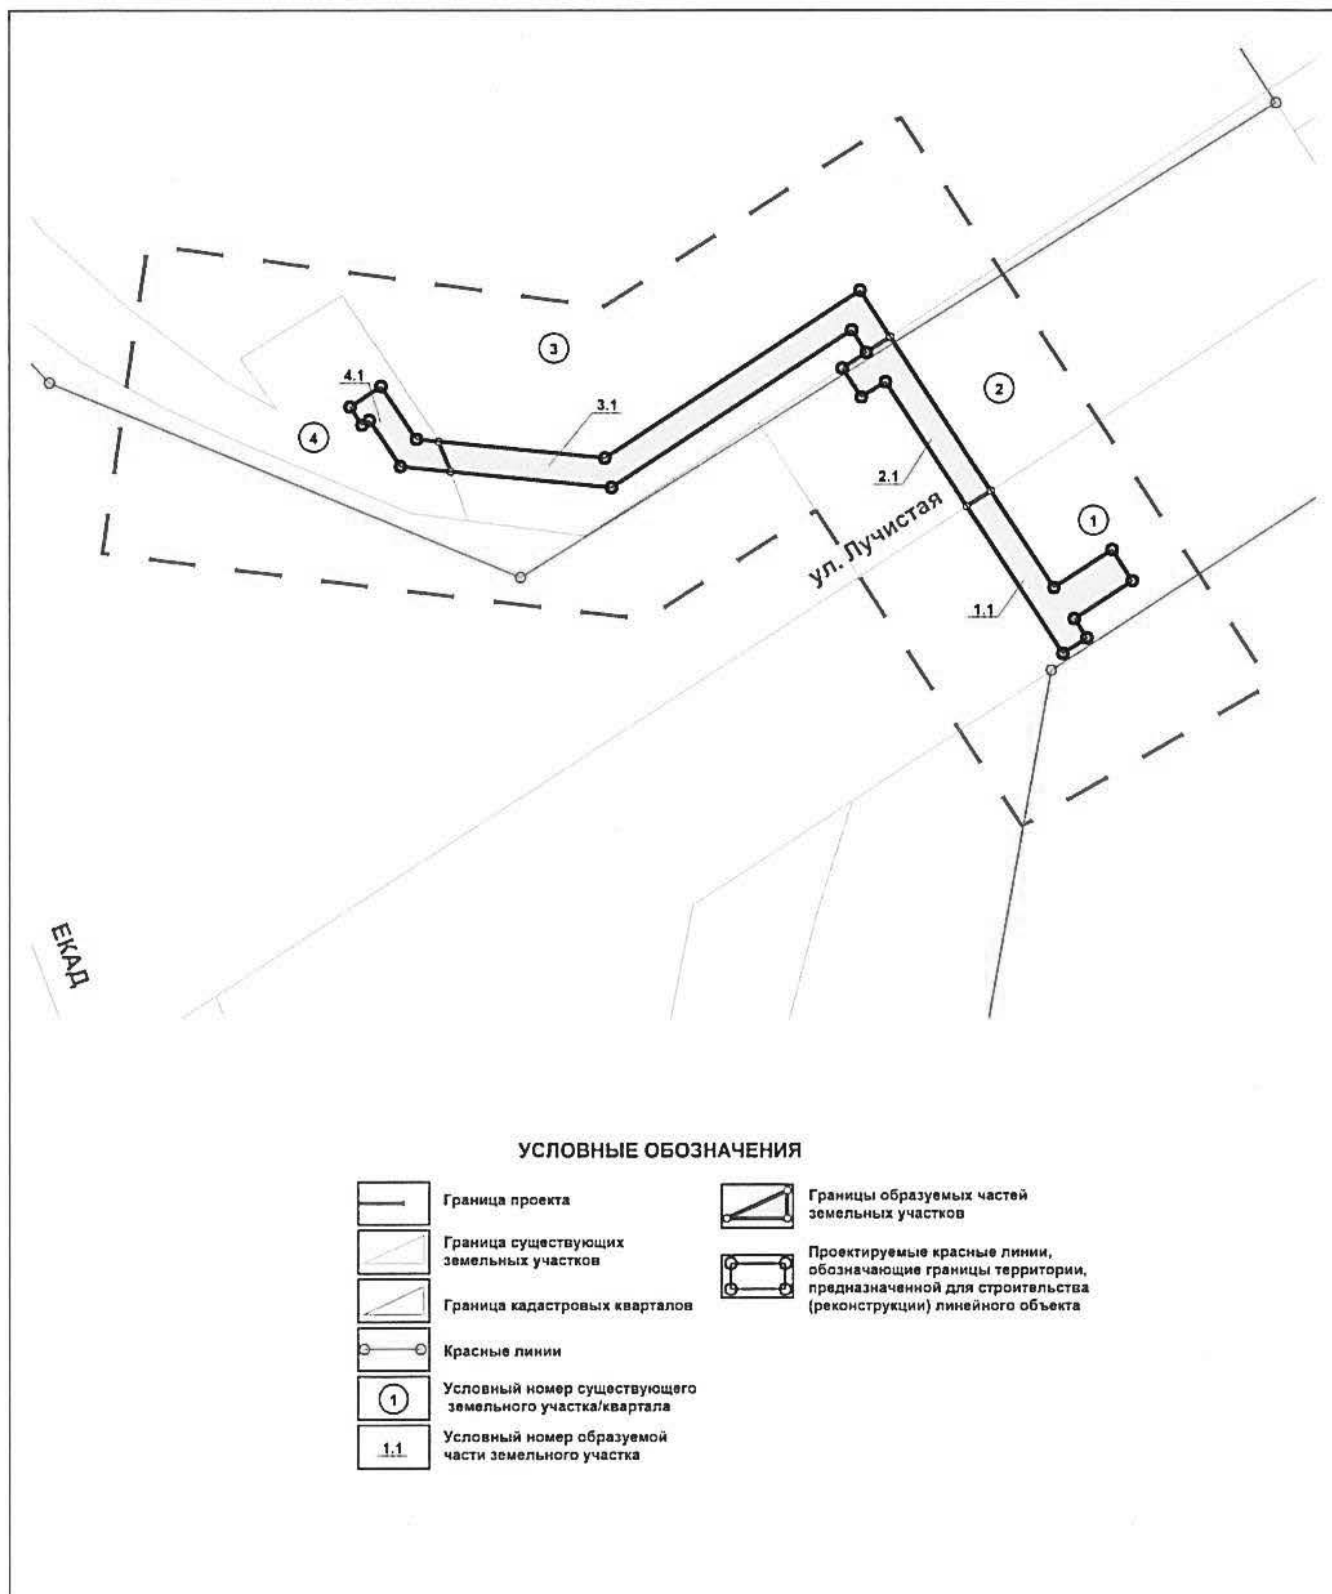 3
2
4.1
3.1
4
2.1
1
ул. Лучистая
1.1
ЕКАД
УСЛОВНЫЕ ОБОЗНАЧЕНИЯ
Граница проекта
Граница существующих
земельных участков
Граница кадастровых кварталов
Красные линии
1
Условный номер существующего
земельного участка/квартала
1.1
Условный номер образуемой
части земельного участка
Границы образуемых частей
земельных участков
Проектируемые красные линии,
обозначающие границы территории,
предназначенной для строительства
(реконструкции) линейного объекта